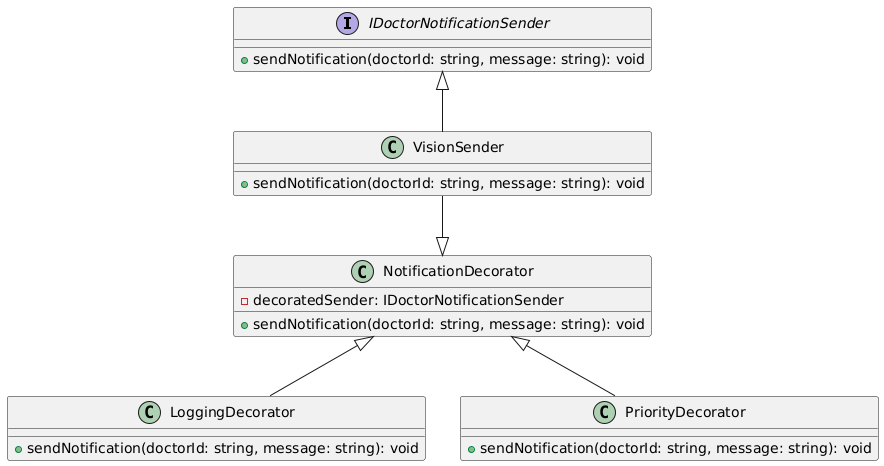 I IDoctorNotificationSender
sendNotification(doctorId: string, message: string): void
C VisionSender
sendNotification(doctorId: string, message: string): void
C NotificationDecorator
decoratedSender: IDoctorNotificationSender
sendNotification(doctorId: string, message: string): void
C LoggingDecorator
sendNotification(doctorId: string, message: string): void
C PriorityDecorator
sendNotification(doctorId: string, message: string): void